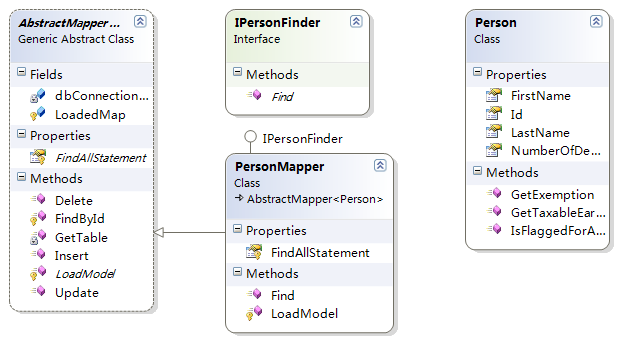 AbstractMapper ...
Generic Abstract Class
Fields
dbConnection...
LoadedMap
Properties
FindAllStatement
Methods
Delete
FindById
GetTable
Insert
LoadModel
Update
IPersonFinder
Interface
Methods
Find
IPersonFinder
PersonMapper
Class
AbstractMapper<Person>
Properties
FindAllStatement
Methods
Find
LoadModel
Person
Class
Properties
FirstName
Id
LastName
NumberOfDe...
Methods
GetExemption
GetTaxableEar...
IsFlaggedForA...